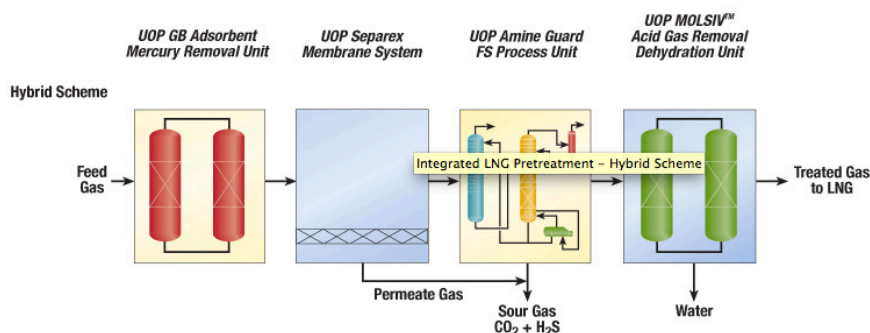 UOP GB Adsorbent
Mercury Removal Unit
UOP Separex
Membrane System
UOP Amine Guard
FS Process Unit
UOP MOLSIV™
Acid Gas Removal
Dehydration Unit
Hybrid Scheme
Feed
Gas
Integrated LNG Pretreatment – Hybrid Scheme
Treated Gas
to LNG
Permeate Gas
Sour Gas
CO₂ + H₂S
Water